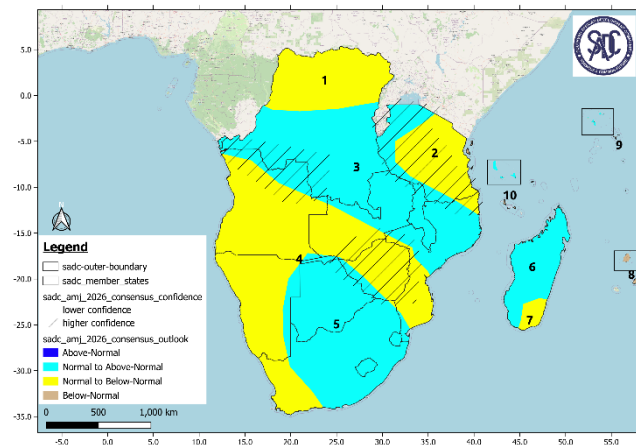 SADC
5.0
0.0
-5.0
-10.0
-15.0
-20.0
-25.0
-30.0
-35.0
1
2
3
4
5
6
7
8
9
10
N
Legend
sadc-outer-boundary
sadc_member_states
sadc_amj_2026_consensus_confidence
lower confidence
higher confidence
sadc_amj_2026_consensus_outlook
Above-Normal
Normal to Above-Normal
Normal to Below-Normal
Below-Normal
0 500 1,000 km
-5.0 0.0 5.0 10.0 15.0 20.0 25.0 30.0 35.0 40.0 45.0 50.0 55.0